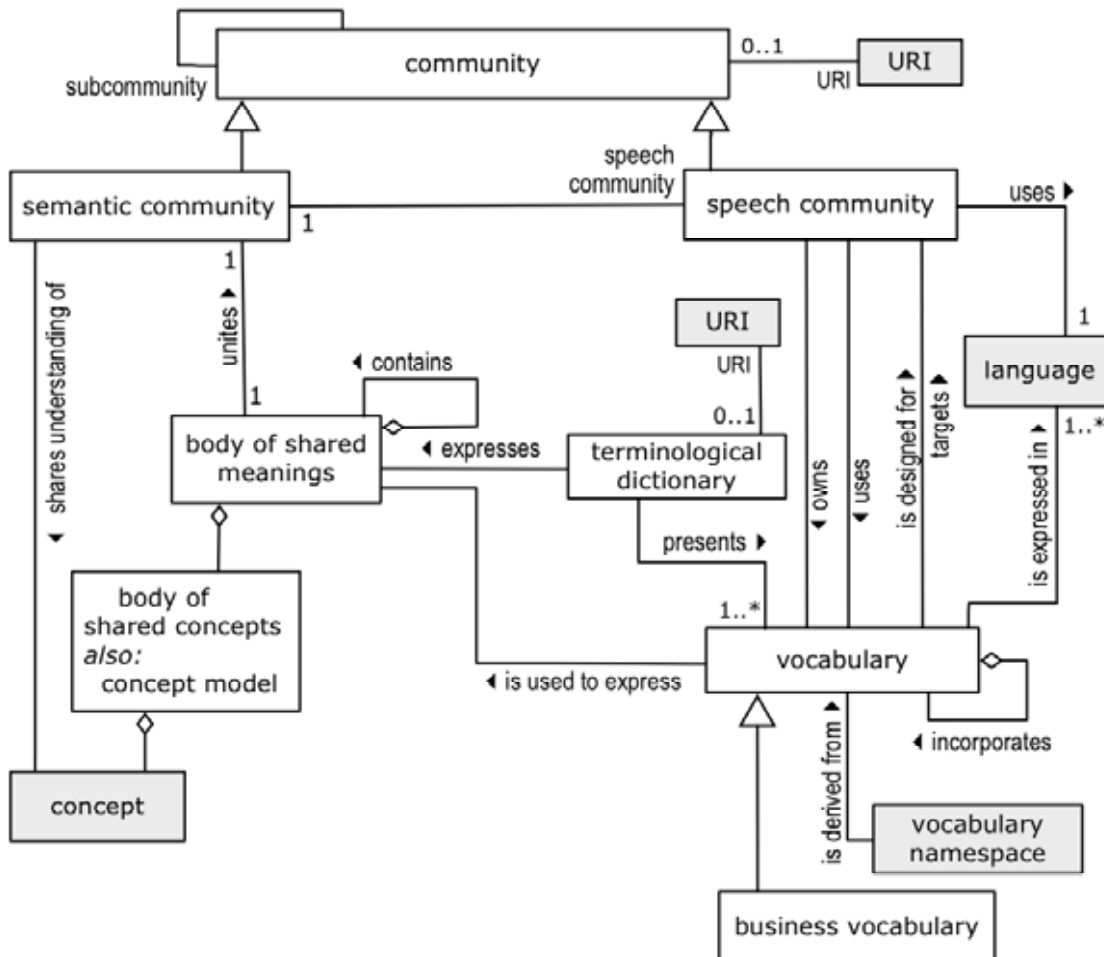 community
0..1
URI
URI
subcommunity
speech
community
semantic community
1
speech community
uses ▶
1
unites ▶
1
shares understanding of ▶
URI
URI
0..1
1
language
1..*
◀ contains
body of shared
meanings
◀ expresses
terminological
dictionary
presents ▶
1..*
◀ owns
◀ uses
is designed for ▶
targets ▶
is expressed in ▶
body of
shared concepts
also:
concept model
vocabulary
◀ is used to express
◀ incorporates
is derived from ▶
concept
vocabulary
namespace
business vocabulary